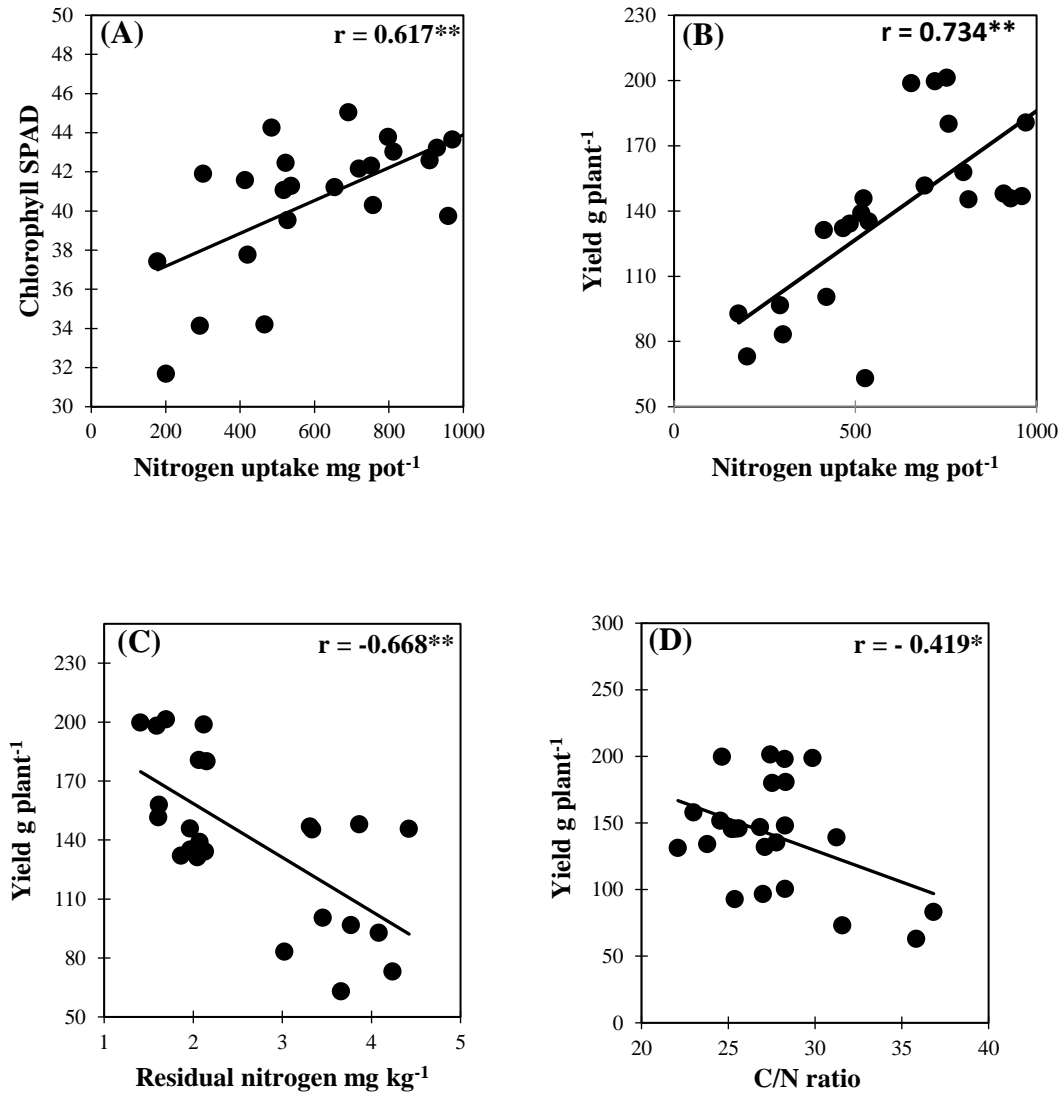 (A)
r = 0.617**
50
48
46
44
42
40
38
36
34
32
30
Chlorophyll SPAD
0 200 400 600 800 1000
Nitrogen uptake mg pot-1
(B)
r = 0.734**
230
200
170
140
110
80
50
Yield g plant-1
0 500 1000
Nitrogen uptake mg pot-1
(C)
r = -0.668**
230
200
170
140
110
80
50
Yield g plant-1
1 2 3 4 5
Residual nitrogen mg kg-1
(D)
r = - 0.419*
300
250
200
150
100
50
0
Yield g plant-1
20 25 30 35 40
C/N ratio